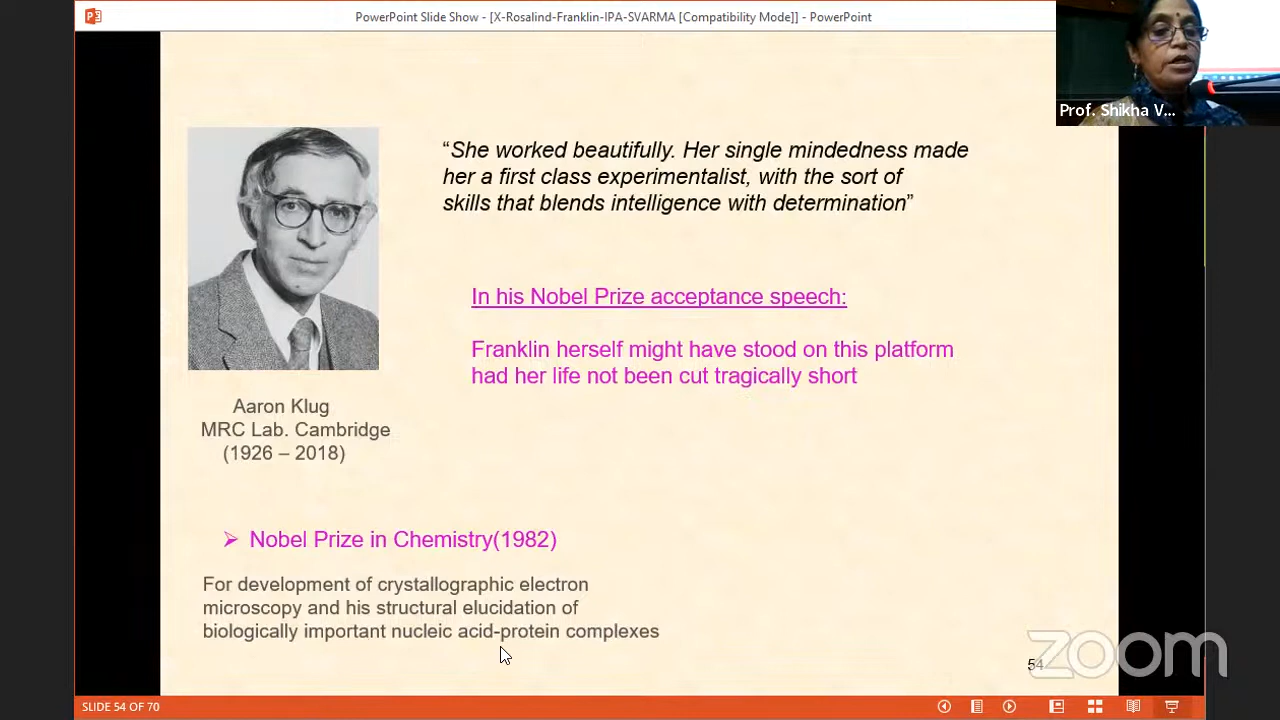 PowerPoint Slide Show - [X-Rosalind-Franklin-IPA-SVARMA [Compatibility Mode]] - PowerPoint
Prof. Shikha V...
“She worked beautifully. Her single mindedness made
her a first class experimentalist, with the sort of
skills that blends intelligence with determination”
In his Nobel Prize acceptance speech:
Franklin herself might have stood on this platform
had her life not been cut tragically short
Aaron Klug
MRC Lab. Cambridge
(1926 – 2018)
➢ Nobel Prize in Chemistry(1982)
For development of crystallographic electron
microscopy and his structural elucidation of
biologically important nucleic acid-protein complexes
54
zoom
SLIDE 54 OF 70